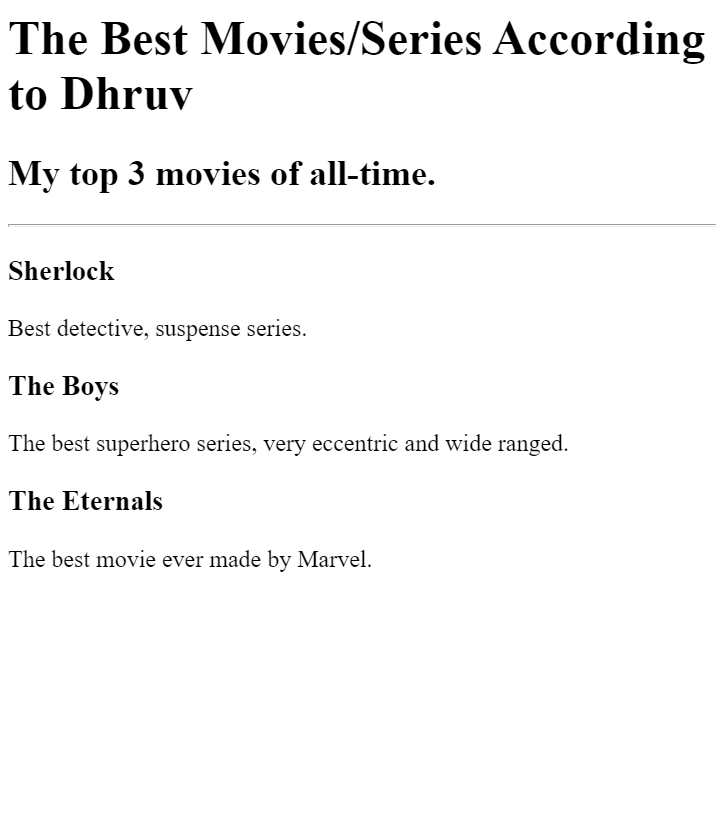 The Best Movies/Series According
to Dhruv
My top 3 movies of all-time.
Sherlock
Best detective, suspense series.
The Boys
The best superhero series, very eccentric and wide ranged.
The Eternals
The best movie ever made by Marvel.